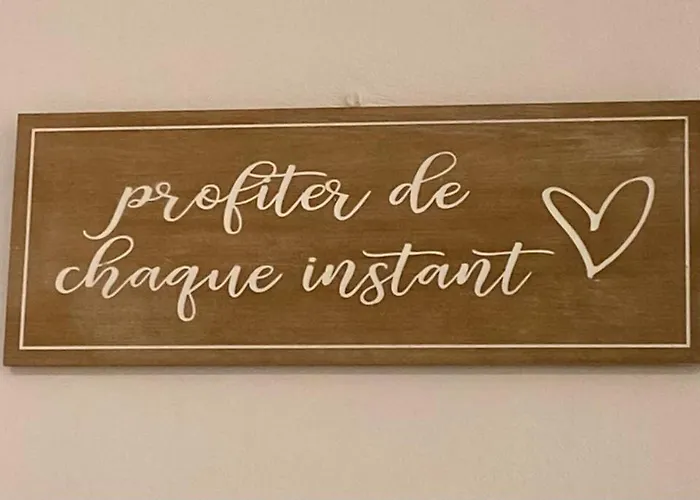 profiter de
chaque instant